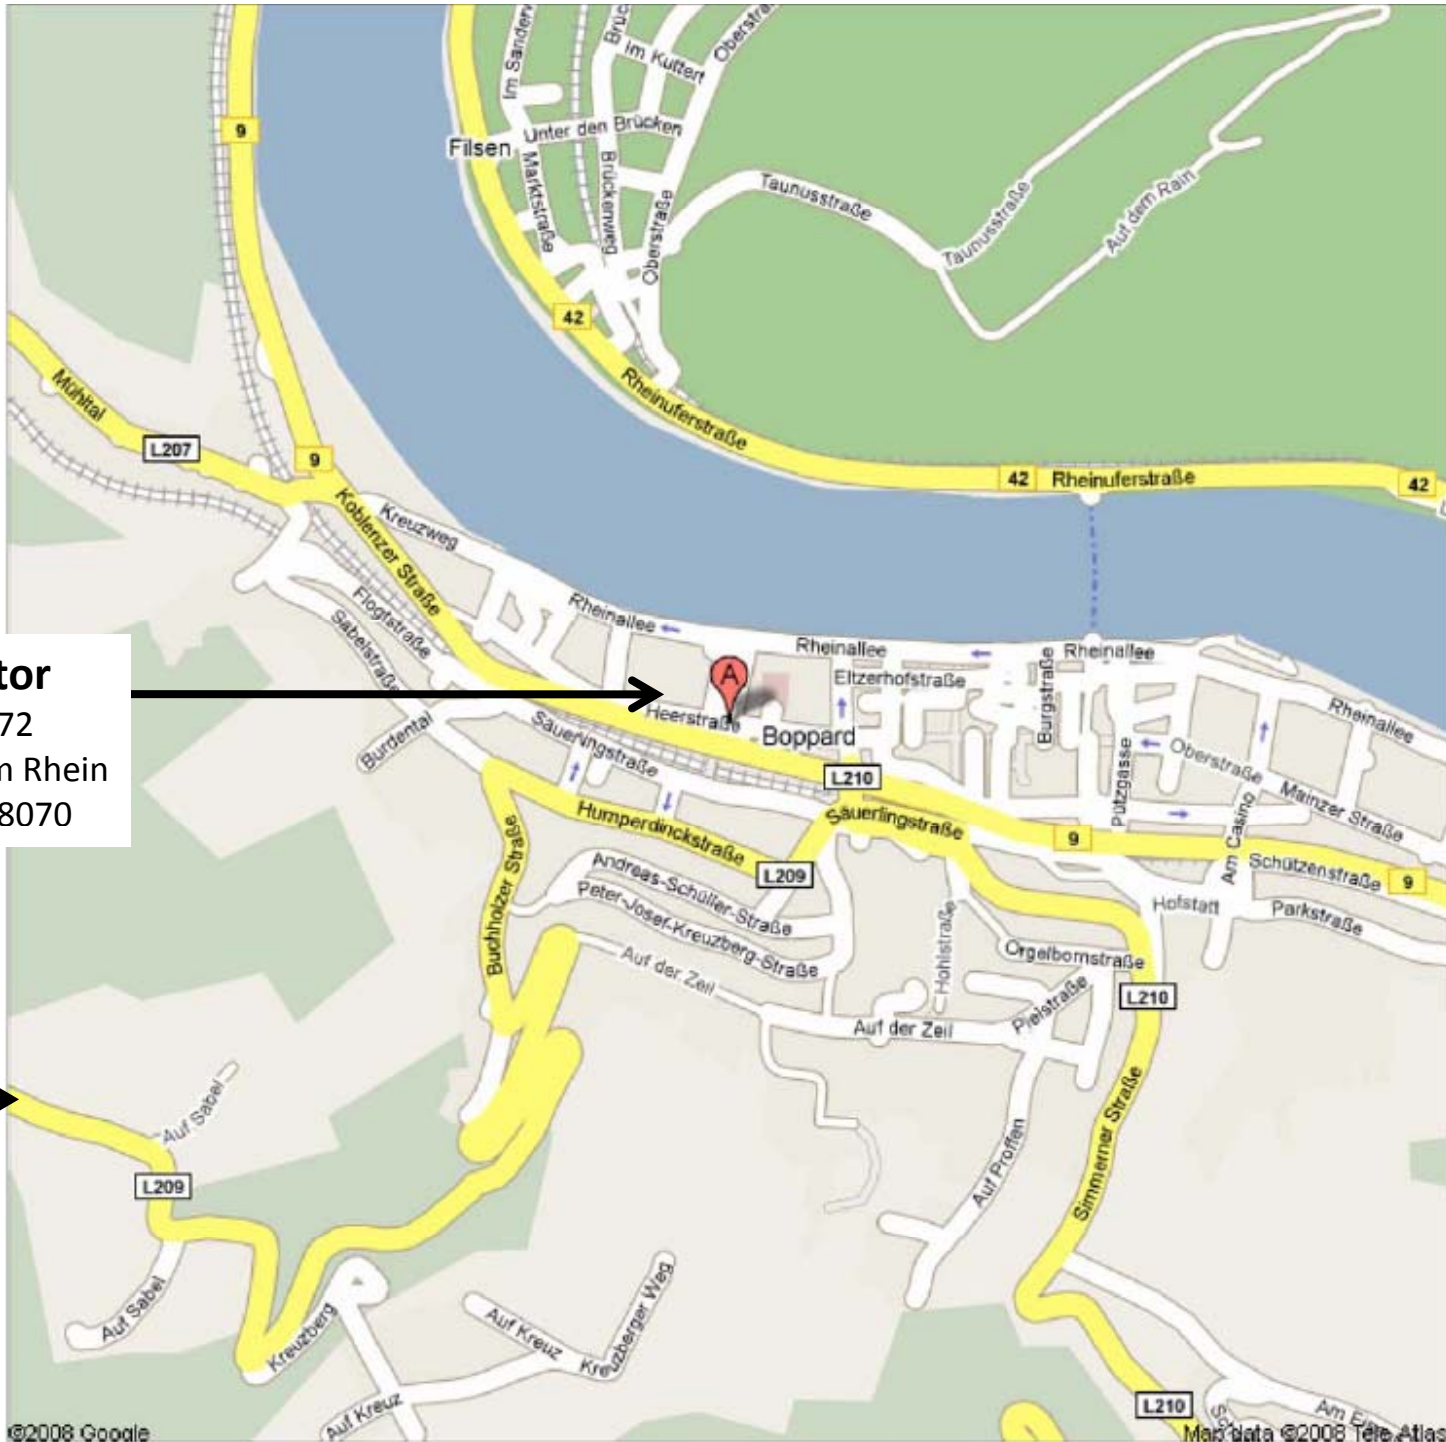 Im Kuttert
Oberstraße
Unter den Brücken
Filsen
Marktstraße
Brückenweg
Oberstraße
Taunusstraße
Taunusstraße
Auf dem Rain
9
42
Rheinuferstraße
42
Rheinuferstraße
42
Mühltal
L207
9
Koblenzer Straße
Kreuzweg
Flogtstraße
Sabelstraße
Rheinallee
Rheinallee
Rheinallee
Rheinallee
Eltzerhofstraße
Burgstraße
tor
72
m Rhein
8070
A
Heerstraße
Boppard
Burdental
Säuerlingstraße
L210
Pützgasse
Oberstraße
Mainzer Straße
Am Casino
Humperdinckstraße
Säuerlingstraße
9
Schützenstraße
9
L209
Buchholzer Straße
Andreas-Schüller-Straße
Peter-Josef-Kreuzberg-Straße
Hohlstraße
Hofstatt
Parkstraße
Orgelbornstraße
Auf der Zeil
L210
Pielstraße
Auf der Zeil
Auf Sabel
L209
Auf Proffen
Simmerner Straße
Auf Sabel
Kreuzberg
Auf Kreuz
Kreuzberger Weg
Auf Kreuz
L210
©2008 Google
Map data ©2008 Tele Atlas